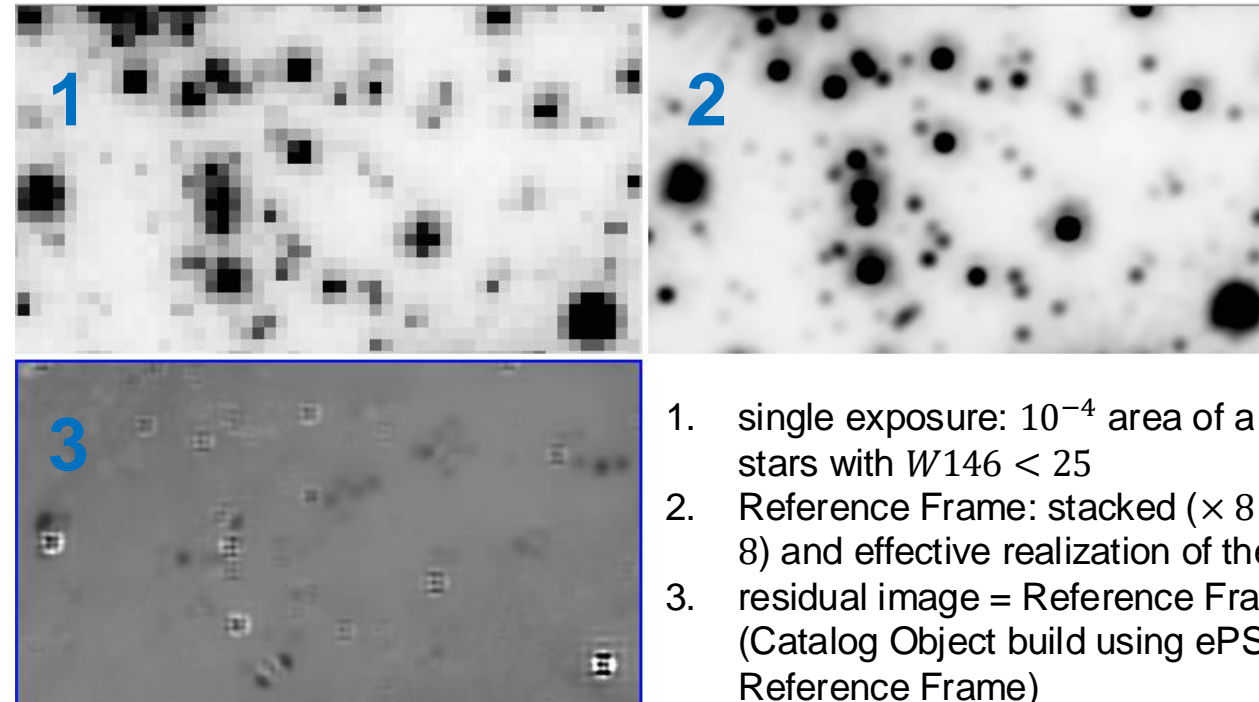 1
2
3
1. single exposure: 10⁻⁴ area of a
stars with W146 < 25
2. Reference Frame: stacked (× 8
8) and effective realization of the
3. residual image = Reference Fra
(Catalog Object build using ePS
Reference Frame)